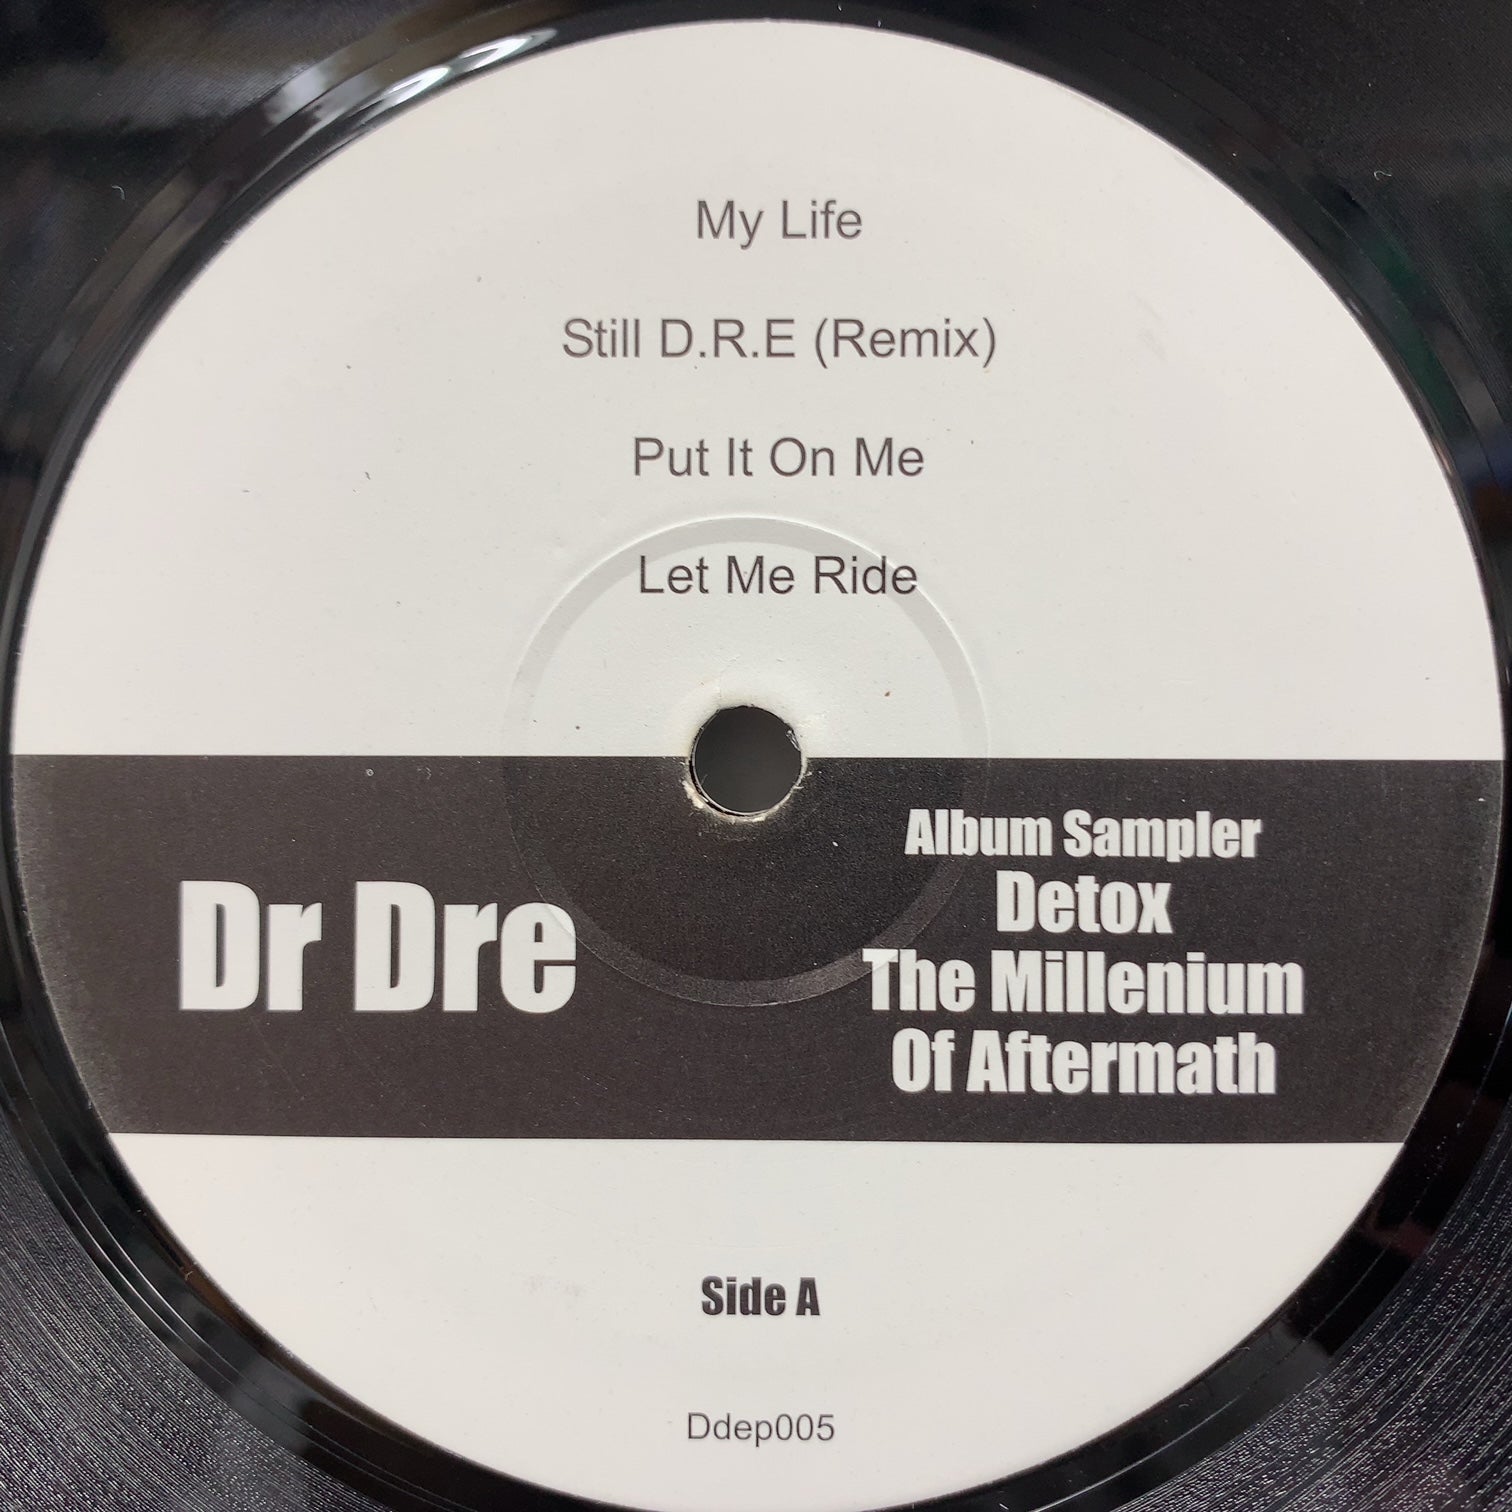 My Life
Still D.R.E (Remix)
Put It On Me
Let Me Ride
Dr Dre
Album Sampler
Detox
The Millenium
Of Aftermath
Side A
Ddep005